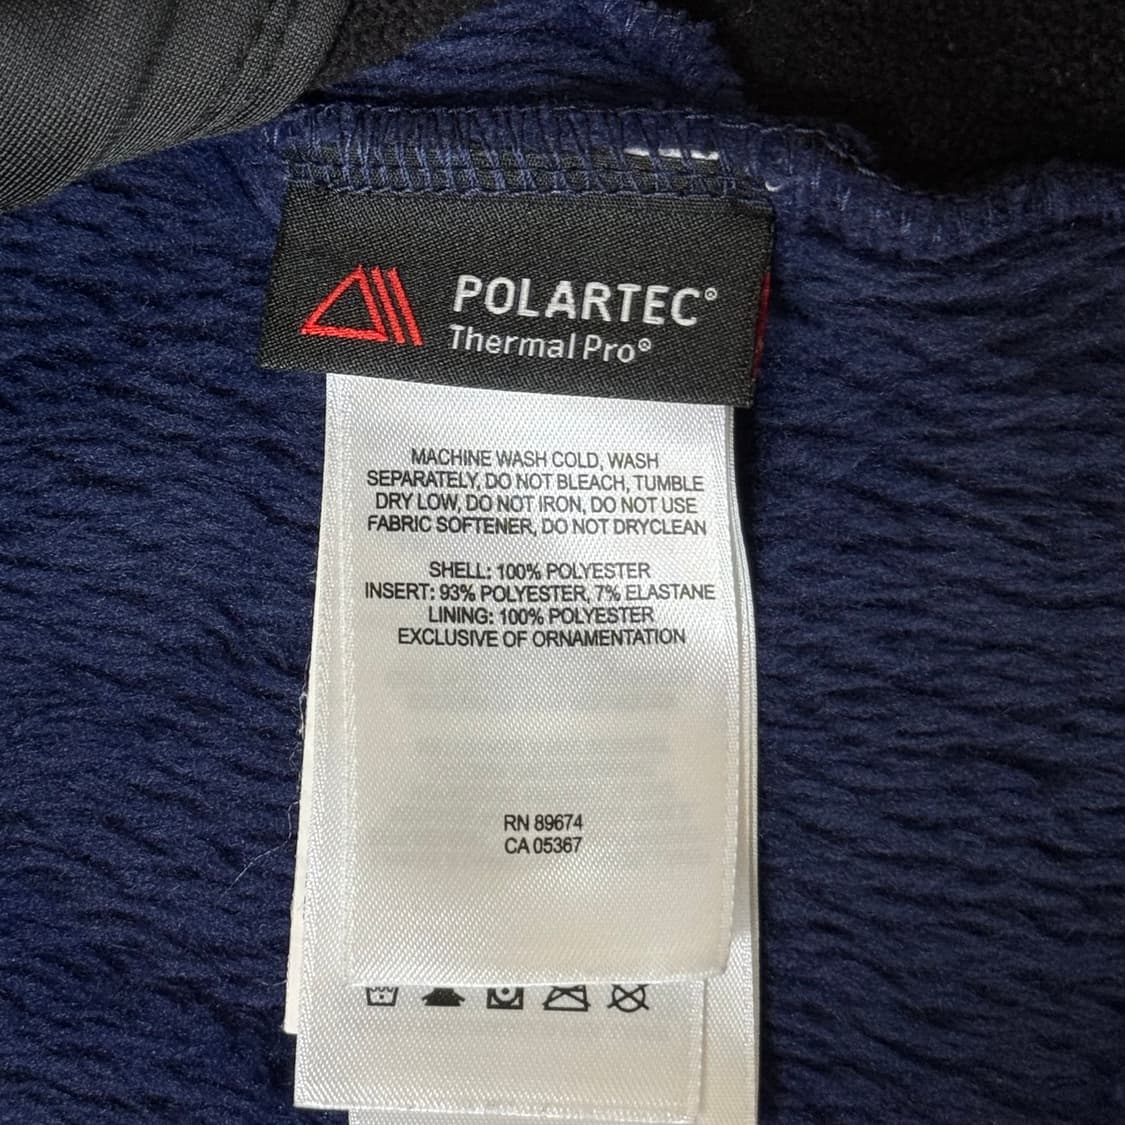 POLARTEC®
Thermal Pro®
MACHINE WASH COLD, WASH
SEPARATELY, DO NOT BLEACH, TUMBLE
DRY LOW, DO NOT IRON, DO NOT USE
FABRIC SOFTENER, DO NOT DRYCLEAN
SHELL: 100% POLYESTER
INSERT: 93% POLYESTER, 7% ELASTANE
LINING: 100% POLYESTER
EXCLUSIVE OF ORNAMENTATION
RN 89674
CA 05367